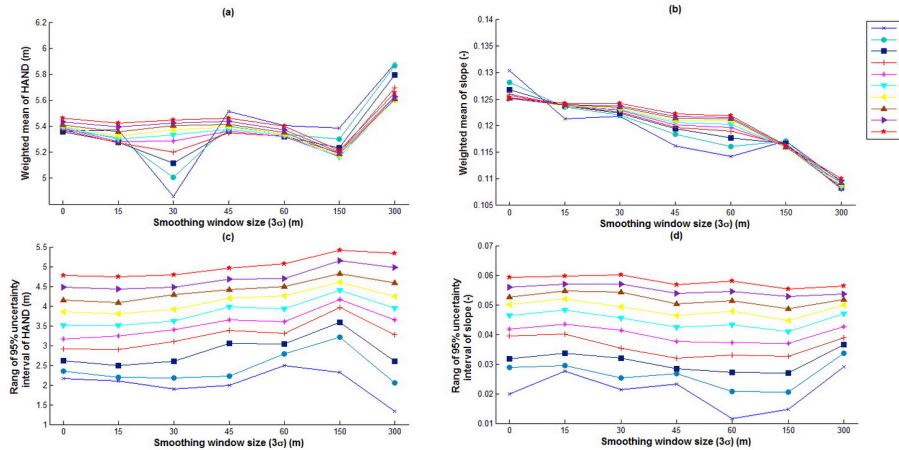 (a)
Weighted mean of HAND (m)
6.2
6
5.8
5.6
5.4
5.2
5
0 15 30 45 60 150 300
Smoothing window size (3σ) (m)
(b)
Weighted mean of slope (-)
0.14
0.135
0.13
0.125
0.12
0.115
0.11
0.105
0 15 30 45 60 150 300
Smoothing window size (3σ) (m)
(c)
Rang of 95% uncertainty
interval of HAND (m)
5.5
5
4.5
4
3.5
3
2.5
2
1.5
1
0 15 30 45 60 150 300
Smoothing window size (3σ) (m)
(d)
Rang of 95% uncertainty
interval of slope (-)
0.07
0.06
0.05
0.04
0.03
0.02
0.01
0 15 30 45 60 150 300
Smoothing window size (3σ) (m)